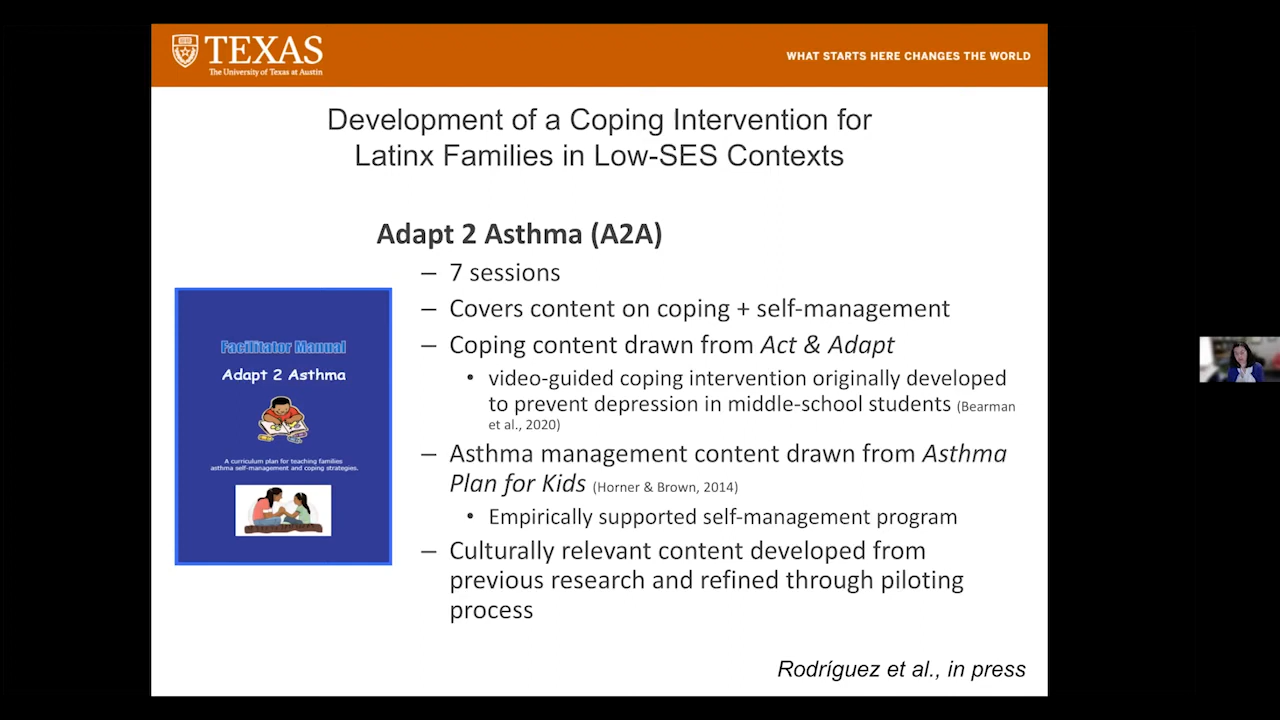 TEXAS
The University of Texas at Austin
WHAT STARTS HERE CHANGES THE WORLD
Development of a Coping Intervention for
Latinx Families in Low-SES Contexts
Adapt 2 Asthma (A2A)
– 7 sessions
– Covers content on coping + self-management
– Coping content drawn from Act & Adapt
• video-guided coping intervention originally developed
to prevent depression in middle-school students (Bearman
et al., 2020)
– Asthma management content drawn from Asthma
Plan for Kids (Horner & Brown, 2014)
• Empirically supported self-management program
– Culturally relevant content developed from
previous research and refined through piloting
process
Facilitator Manual
Adapt 2 Asthma
A curriculum plan for teaching families
asthma self-management and coping strategies.
Rodríguez et al., in press